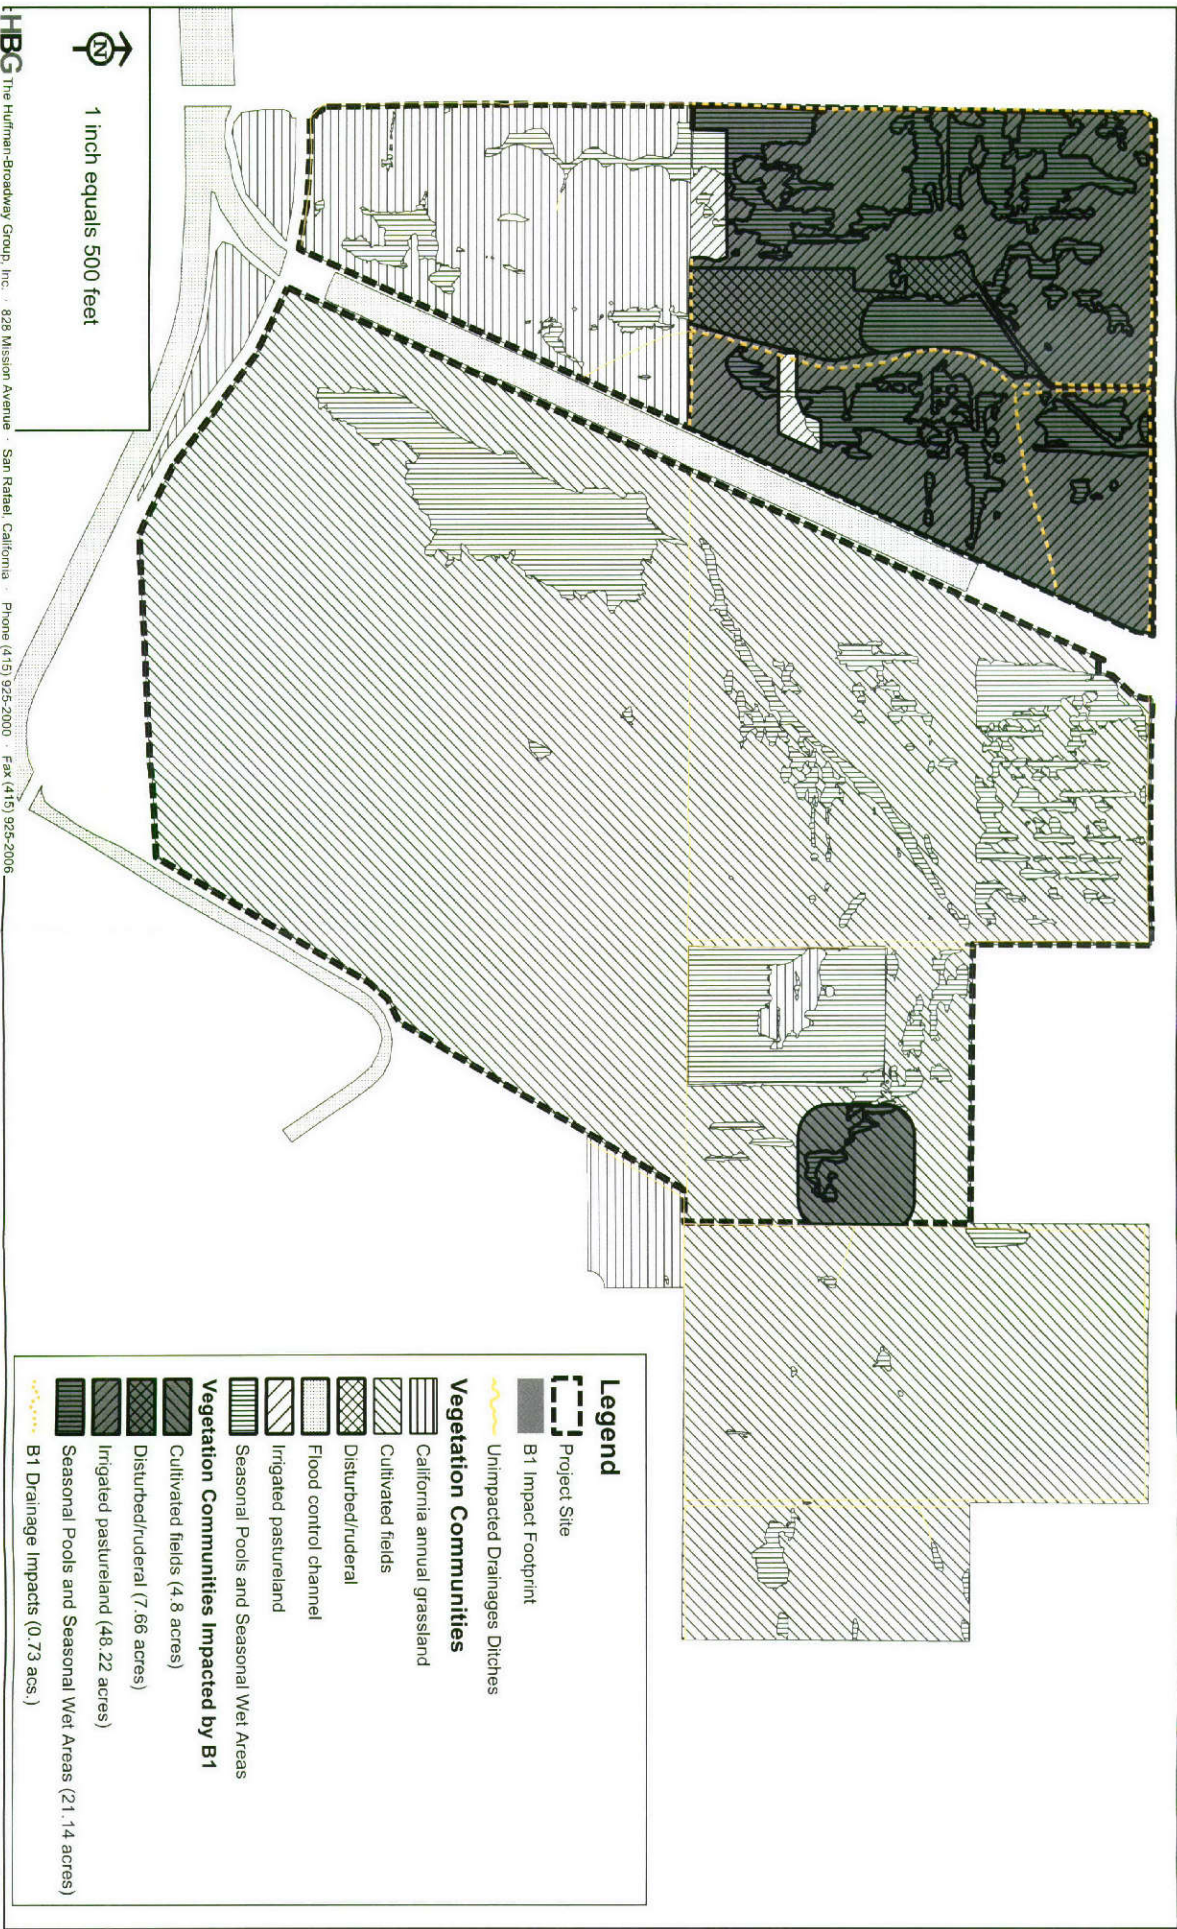 Legend
Project Site
B1 Impact Footprint
Unimpacted Drainages Ditches
Vegetation Communities
California annual grassland
Cultivated fields
Disturbed/ruderal
Flood control channel
Irrigated pastureland
Seasonal Pools and Seasonal Wet Areas
Vegetation Communities Impacted by B1
Cultivated fields (4.8 acres)
Disturbed/ruderal (7.66 acres)
Irrigated pastureland (48.22 acres)
Seasonal Pools and Seasonal Wet Areas (21.14 acres)
B1 Drainage Impacts (0.73 acs.)
N
1 inch equals 500 feet
HBG The Huffman-Broadway Group, Inc. · 828 Mission Avenue · San Rafael, California · Phone (415) 925-2000 · Fax (415) 925-2006